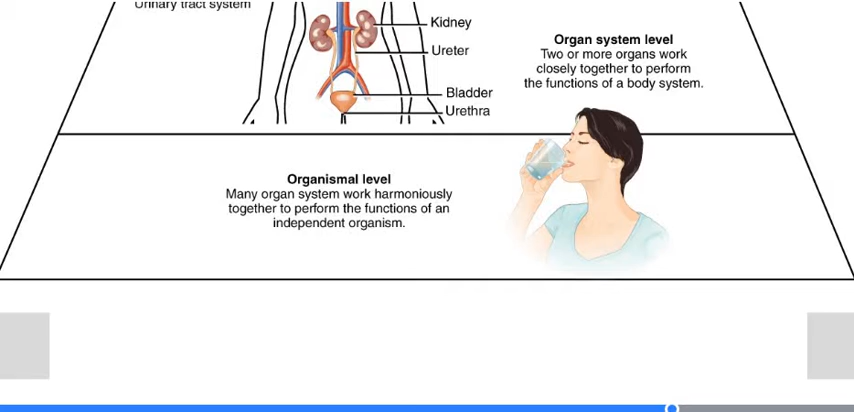 Urinary tract system
Kidney
Ureter
Bladder
Urethra
Organ system level
Two or more organs work
closely together to perform
the functions of a body system.
Organismal level
Many organ system work harmoniously
together to perform the functions of an
independent organism.